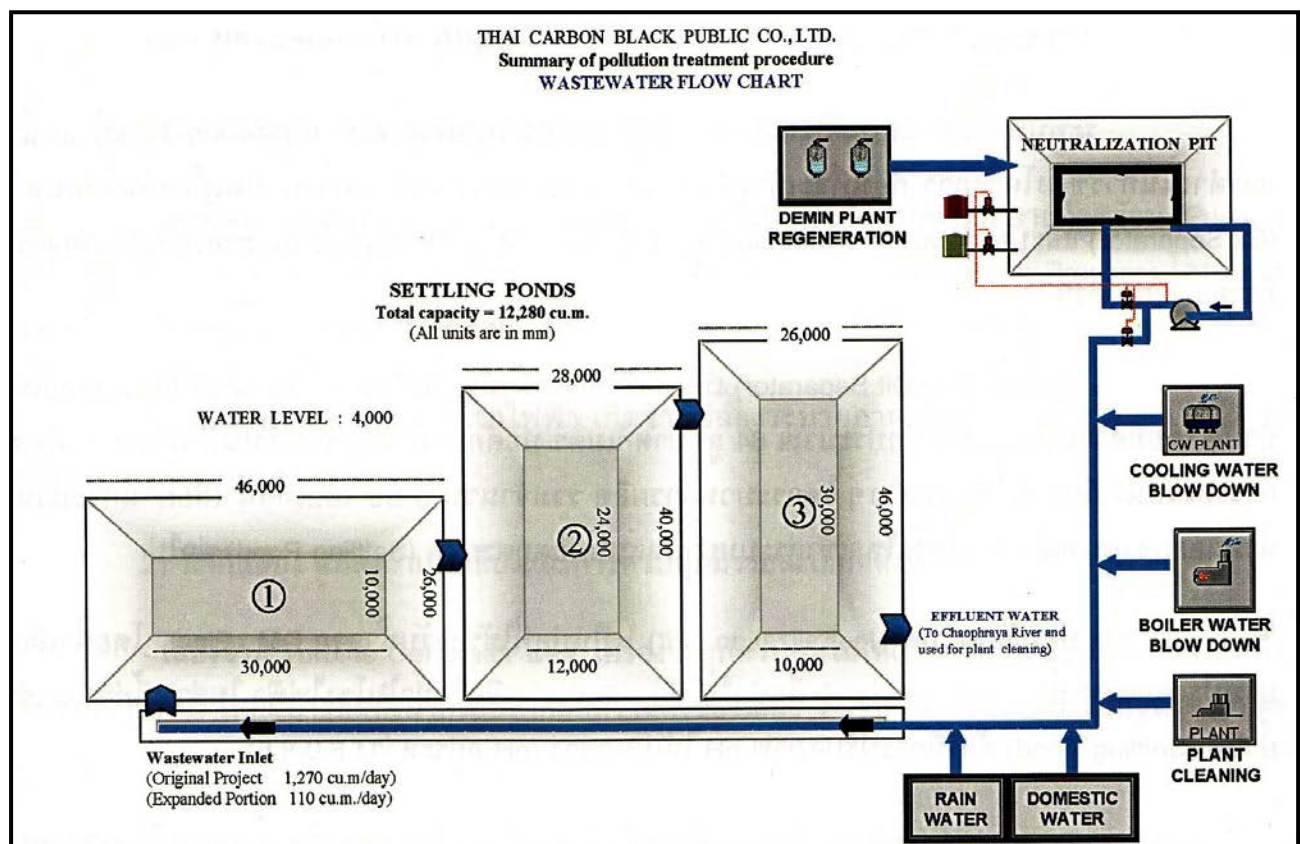 THAI CARBON BLACK PUBLIC CO., LTD.
Summary of pollution treatment procedure
WASTEWATER FLOW CHART
NEUTRALIZATION PIT
DEMIN PLANT
REGENERATION
SETTLING PONDS
Total capacity = 12,280 cu.m.
(All units are in mm)
26,000
28,000
WATER LEVEL : 4,000
46,000
CW PLANT
COOLING WATER
BLOW DOWN
1
10,000
26,000
30,000
2
24,000
40,000
12,000
3
30,000
46,000
10,000
EFFLUENT WATER
(To Chaophraya River and
used for plant cleaning)
BOILER WATER
BLOW DOWN
PLANT
PLANT
CLEANING
Wastewater Inlet
(Original Project 1,270 cu.m/day)
(Expanded Portion 110 cu.m./day)
RAIN
WATER
DOMESTIC
WATER